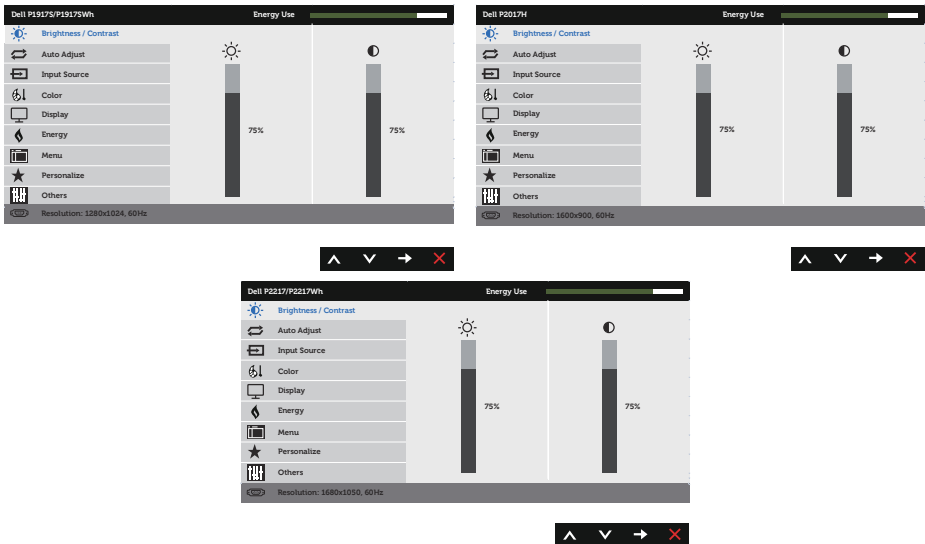 Dell P1917S/P1917SWh Energy Use
Brightness / Contrast
Auto Adjust
Input Source
Color
Display
Energy
Menu
Personalize
Others
75% 75%
Resolution: 1280x1024, 60Hz
Dell P2017H Energy Use
Brightness / Contrast
Auto Adjust
Input Source
Color
Display
Energy
Menu
Personalize
Others
75% 75%
Resolution: 1600x900, 60Hz
Dell P2217/P2217Wh Energy Use
Brightness / Contrast
Auto Adjust
Input Source
Color
Display
Energy
Menu
Personalize
Others
75% 75%
Resolution: 1680x1050, 60Hz